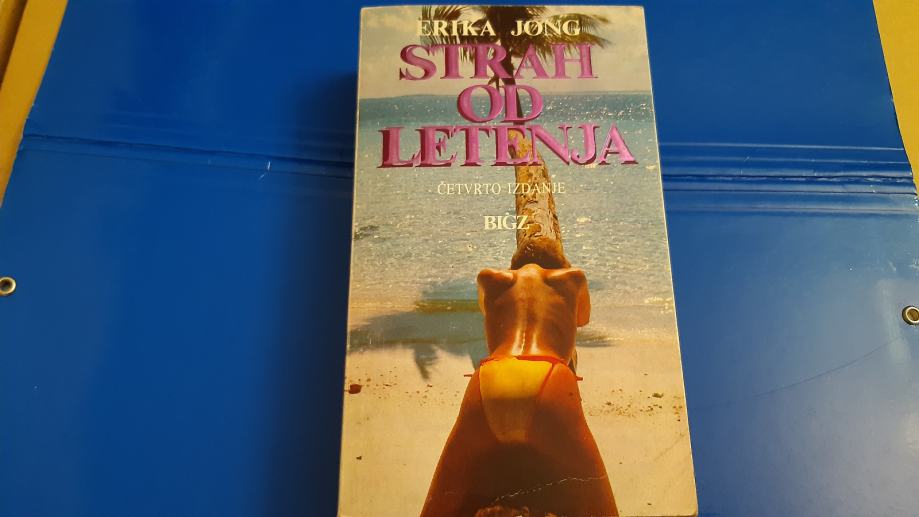 ERIKA JONG
STRAH
OD
LETENJA
ČETVRTO IZDANJE
BIGZ